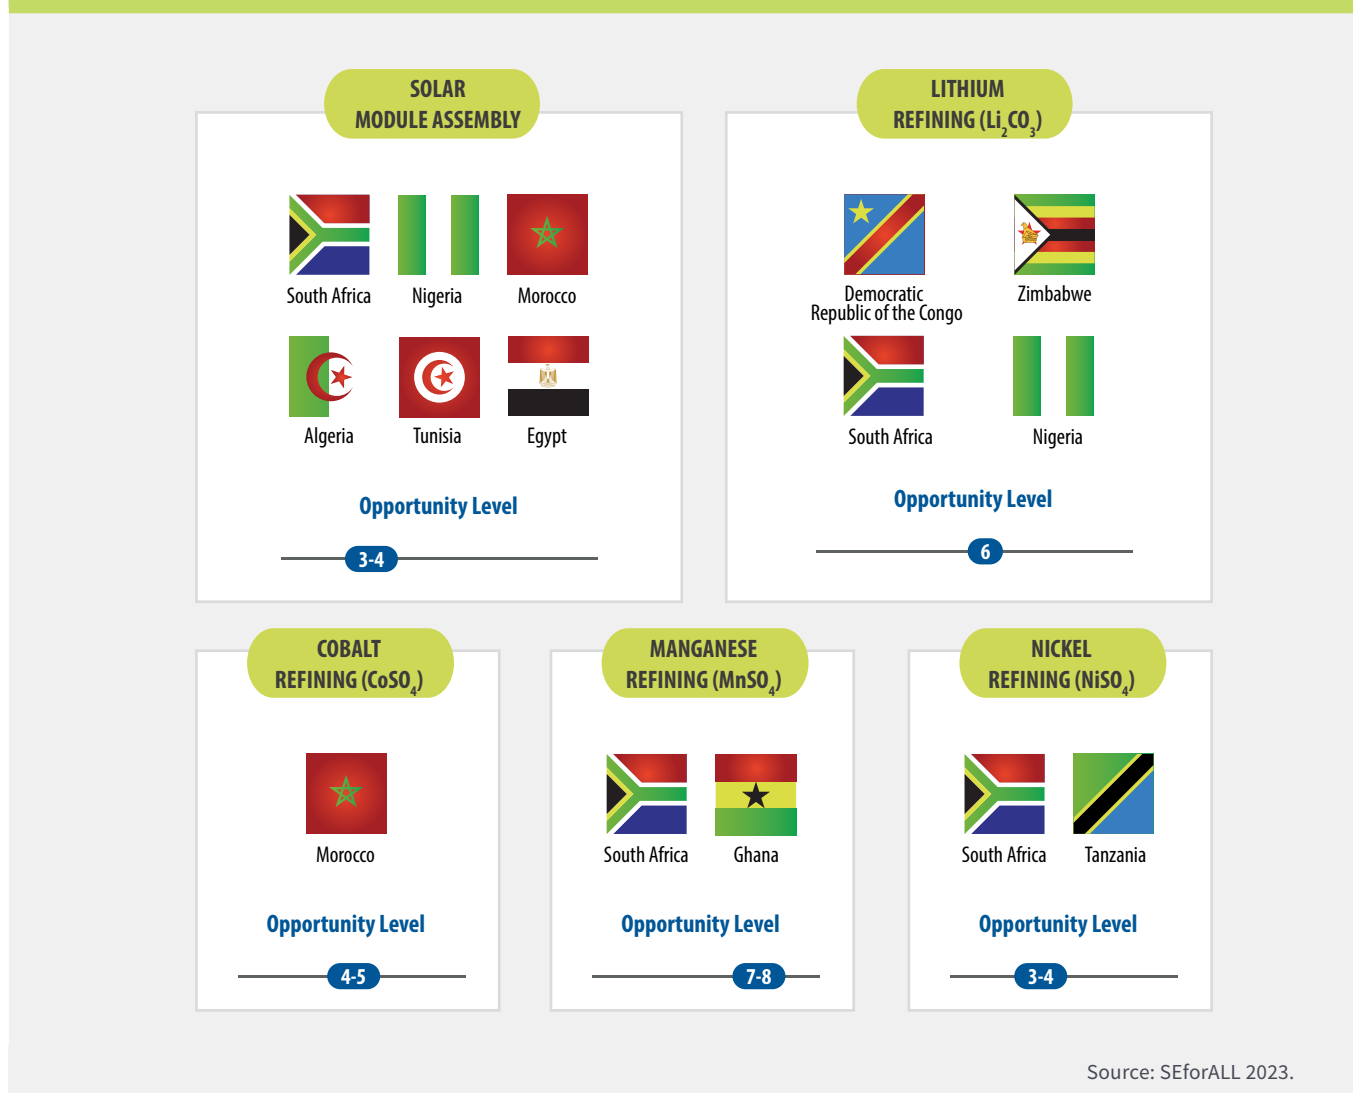 SOLAR
MODULE ASSEMBLY
South Africa
Nigeria
Morocco
Algeria
Tunisia
Egypt
Opportunity Level
3-4
LITHIUM
REFINING (Li₂CO₃)
Democratic
Republic of the Congo
Zimbabwe
South Africa
Nigeria
Opportunity Level
6
COBALT
REFINING (CoSO₄)
Morocco
Opportunity Level
4-5
MANGANESE
REFINING (MnSO₄)
South Africa
Ghana
Opportunity Level
7-8
NICKEL
REFINING (NiSO₄)
South Africa
Tanzania
Opportunity Level
3-4
Source: SEforALL 2023.